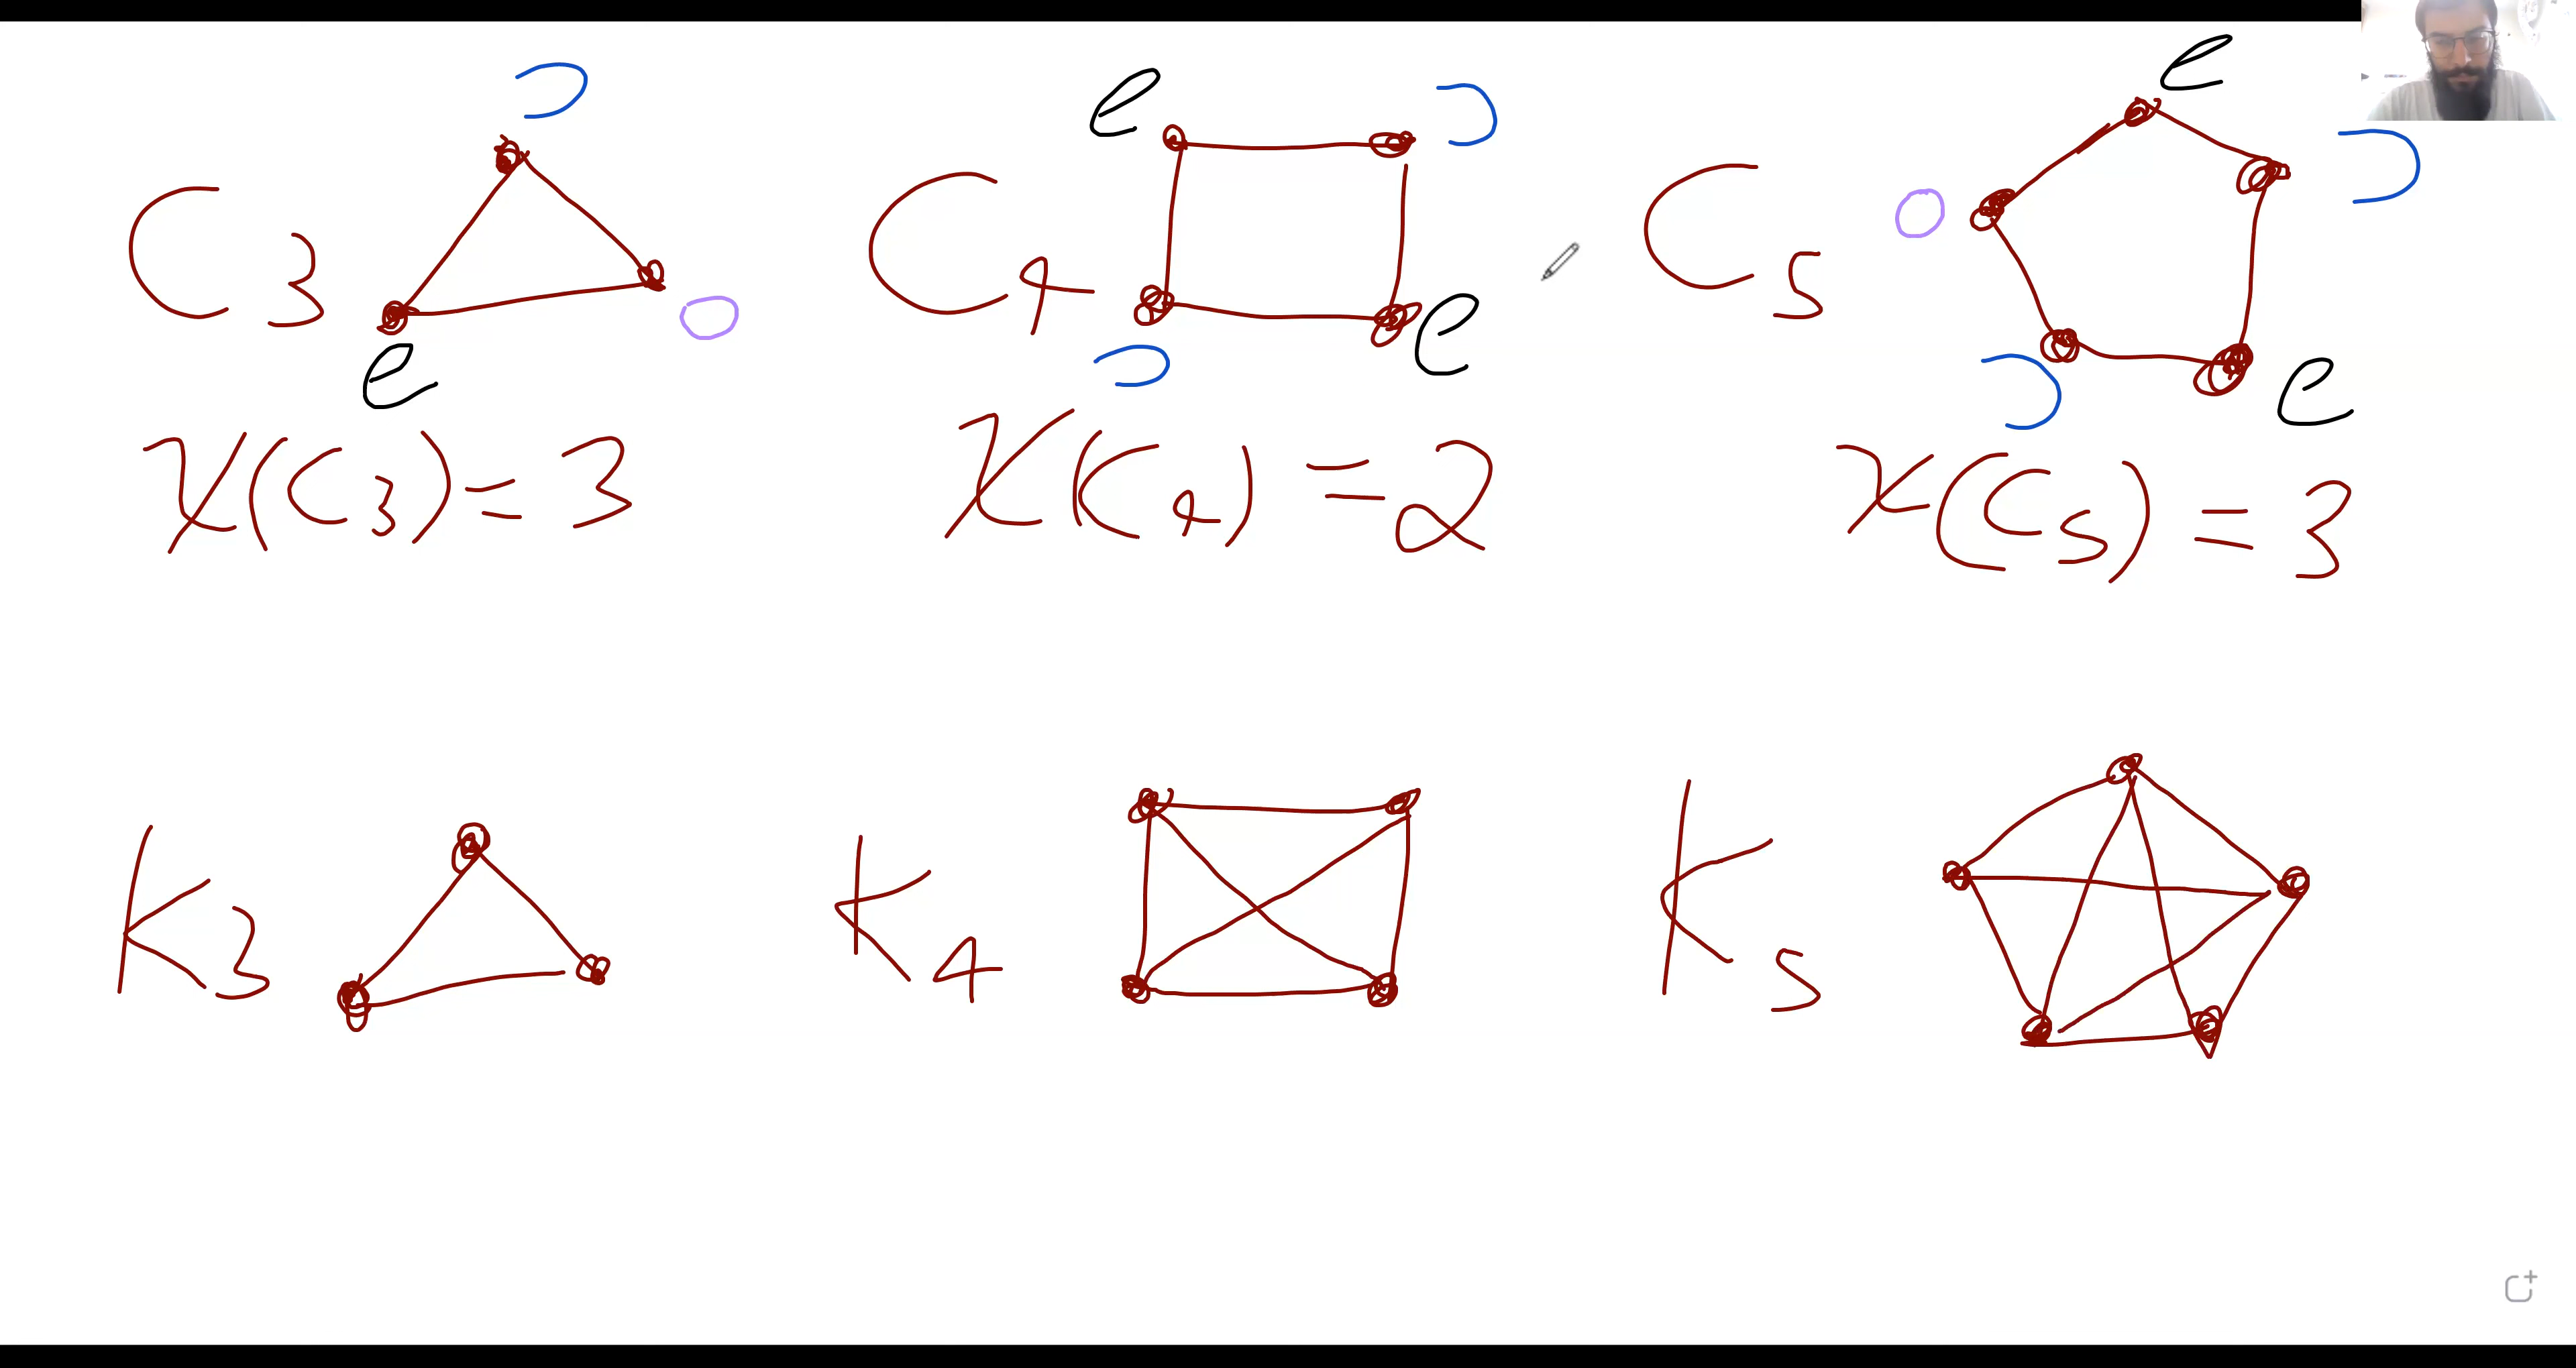 כ
C₃
ס
ש
χ(C₃) = 3
ש
כ
C₄
כ
ש
χ(C₄) = 2
ש
כ
ס
C₅
כ
ש
χ(C₅) = 3
K₃
K₄
K₅